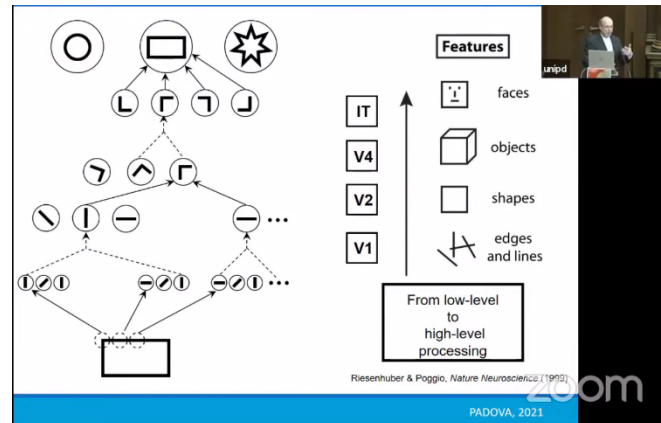 Features
unipd
faces
IT
objects
V4
V2
shapes
V1
edges
and lines
From low-level
to
high-level
processing
Riesenhuber & Poggio, Nature Neuroscience (1999)
zoom
PADOVA, 2021